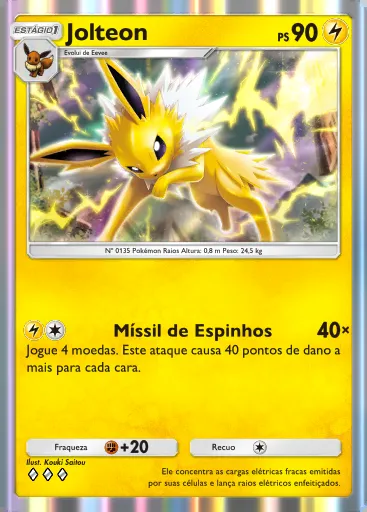 ESTÁGIO 1
Jolteon
PS 90
Evolui de Eevee
N° 0135 Pokémon Raios Altura: 0,8 m Peso: 24,5 kg
Míssil de Espinhos 40×
Jogue 4 moedas. Este ataque causa 40 pontos de dano a
mais para cada cara.
Fraqueza +20 Recuo
Ilust. Kouki Saitou
Ele concentra as cargas elétricas fracas emitidas
por suas células e lança raios elétricos enfeitiçados.